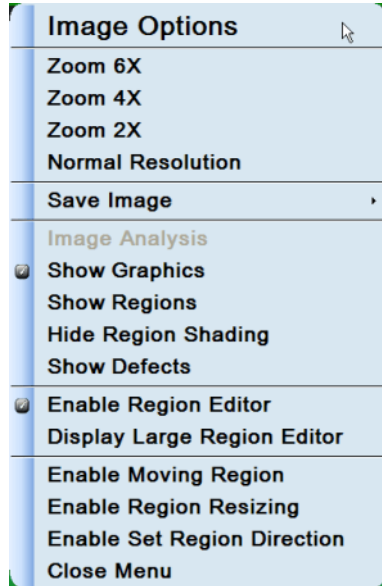 Image Options
Zoom 6X
Zoom 4X
Zoom 2X
Normal Resolution
Save Image
Image Analysis
Show Graphics
Show Regions
Hide Region Shading
Show Defects
Enable Region Editor
Display Large Region Editor
Enable Moving Region
Enable Region Resizing
Enable Set Region Direction
Close Menu